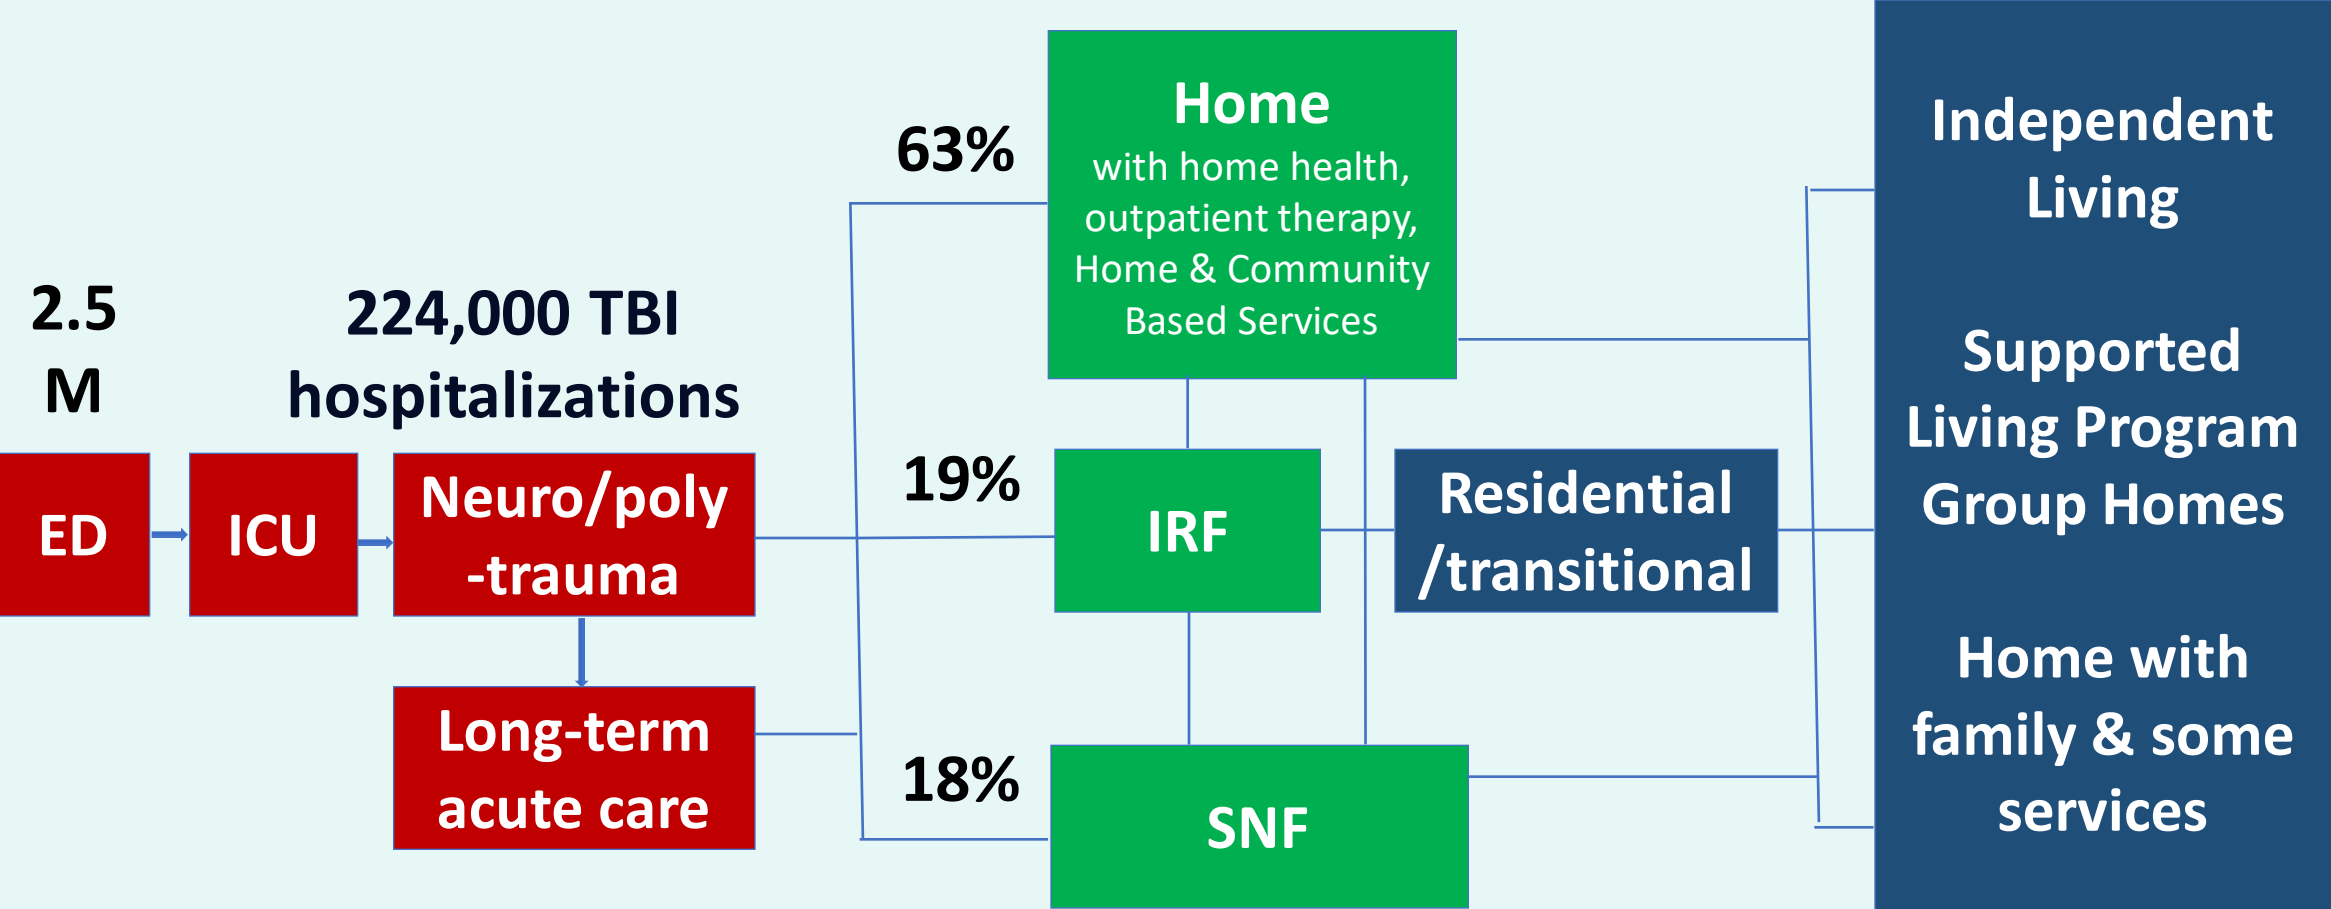 2.5
M
224,000 TBI
hospitalizations
ED
ICU
Neuro/poly
-trauma
Long-term
acute care
63%
19%
18%
Home
with home health,
outpatient therapy,
Home & Community
Based Services
IRF
SNF
Residential
/transitional
Independent
Living
Supported
Living Program
Group Homes
Home with
family & some
services